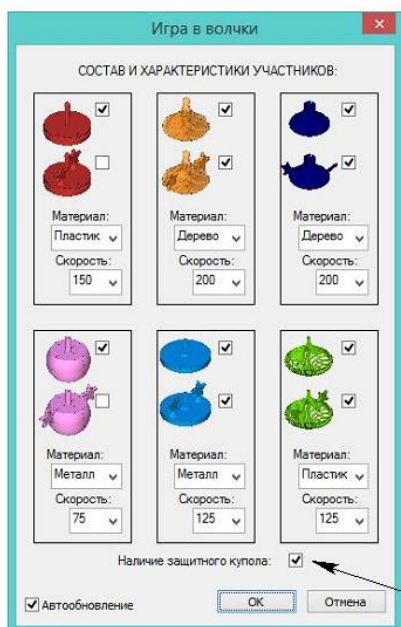 Игра в волчки
СОСТАВ И ХАРАКТЕРИСТИКИ УЧАСТНИКОВ:
Материал: Материал: Материал:
Пластик Дерево Дерево
Скорость: Скорость: Скорость:
150 200 200
Материал: Материал: Материал:
Металл Металл Пластик
Скорость: Скорость: Скорость:
75 125 125
Наличие защитного купола:
Автообновление OK Отмена